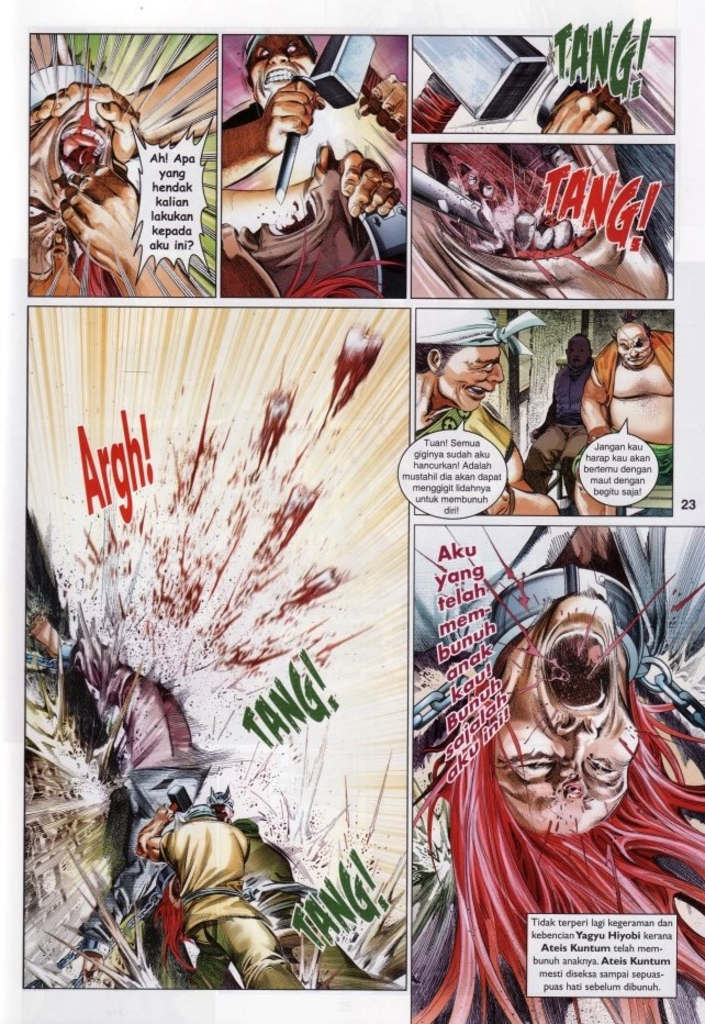 Ah! Apa
yang
hendak
kalian
lakukan
kepada
aku ini?
TANG!
TANG!
Argh!
TANG!
TANG!
Tuan! Semua
giginya sudah aku
hancurkan! Adalah
mustahil dia akan dapat
menggigit lidahnya
untuk membunuh
diri!
Jangan kau
harap kau akan
bertemu dengan
maut dengan
begitu saja!
23
Aku
yang
telah
mem-
bunuh
anak
kau!
Bunuh
sajalah
aku ini!
Tidak terperi lagi kegeraman dan
kebencian Yagyu Hiyobi kerana
Ateis Kuntum telah mem-
bunuh anaknya. Ateis Kuntum
mesti diseksa sampai sepuas-
puas hati sebelum dibunuh.